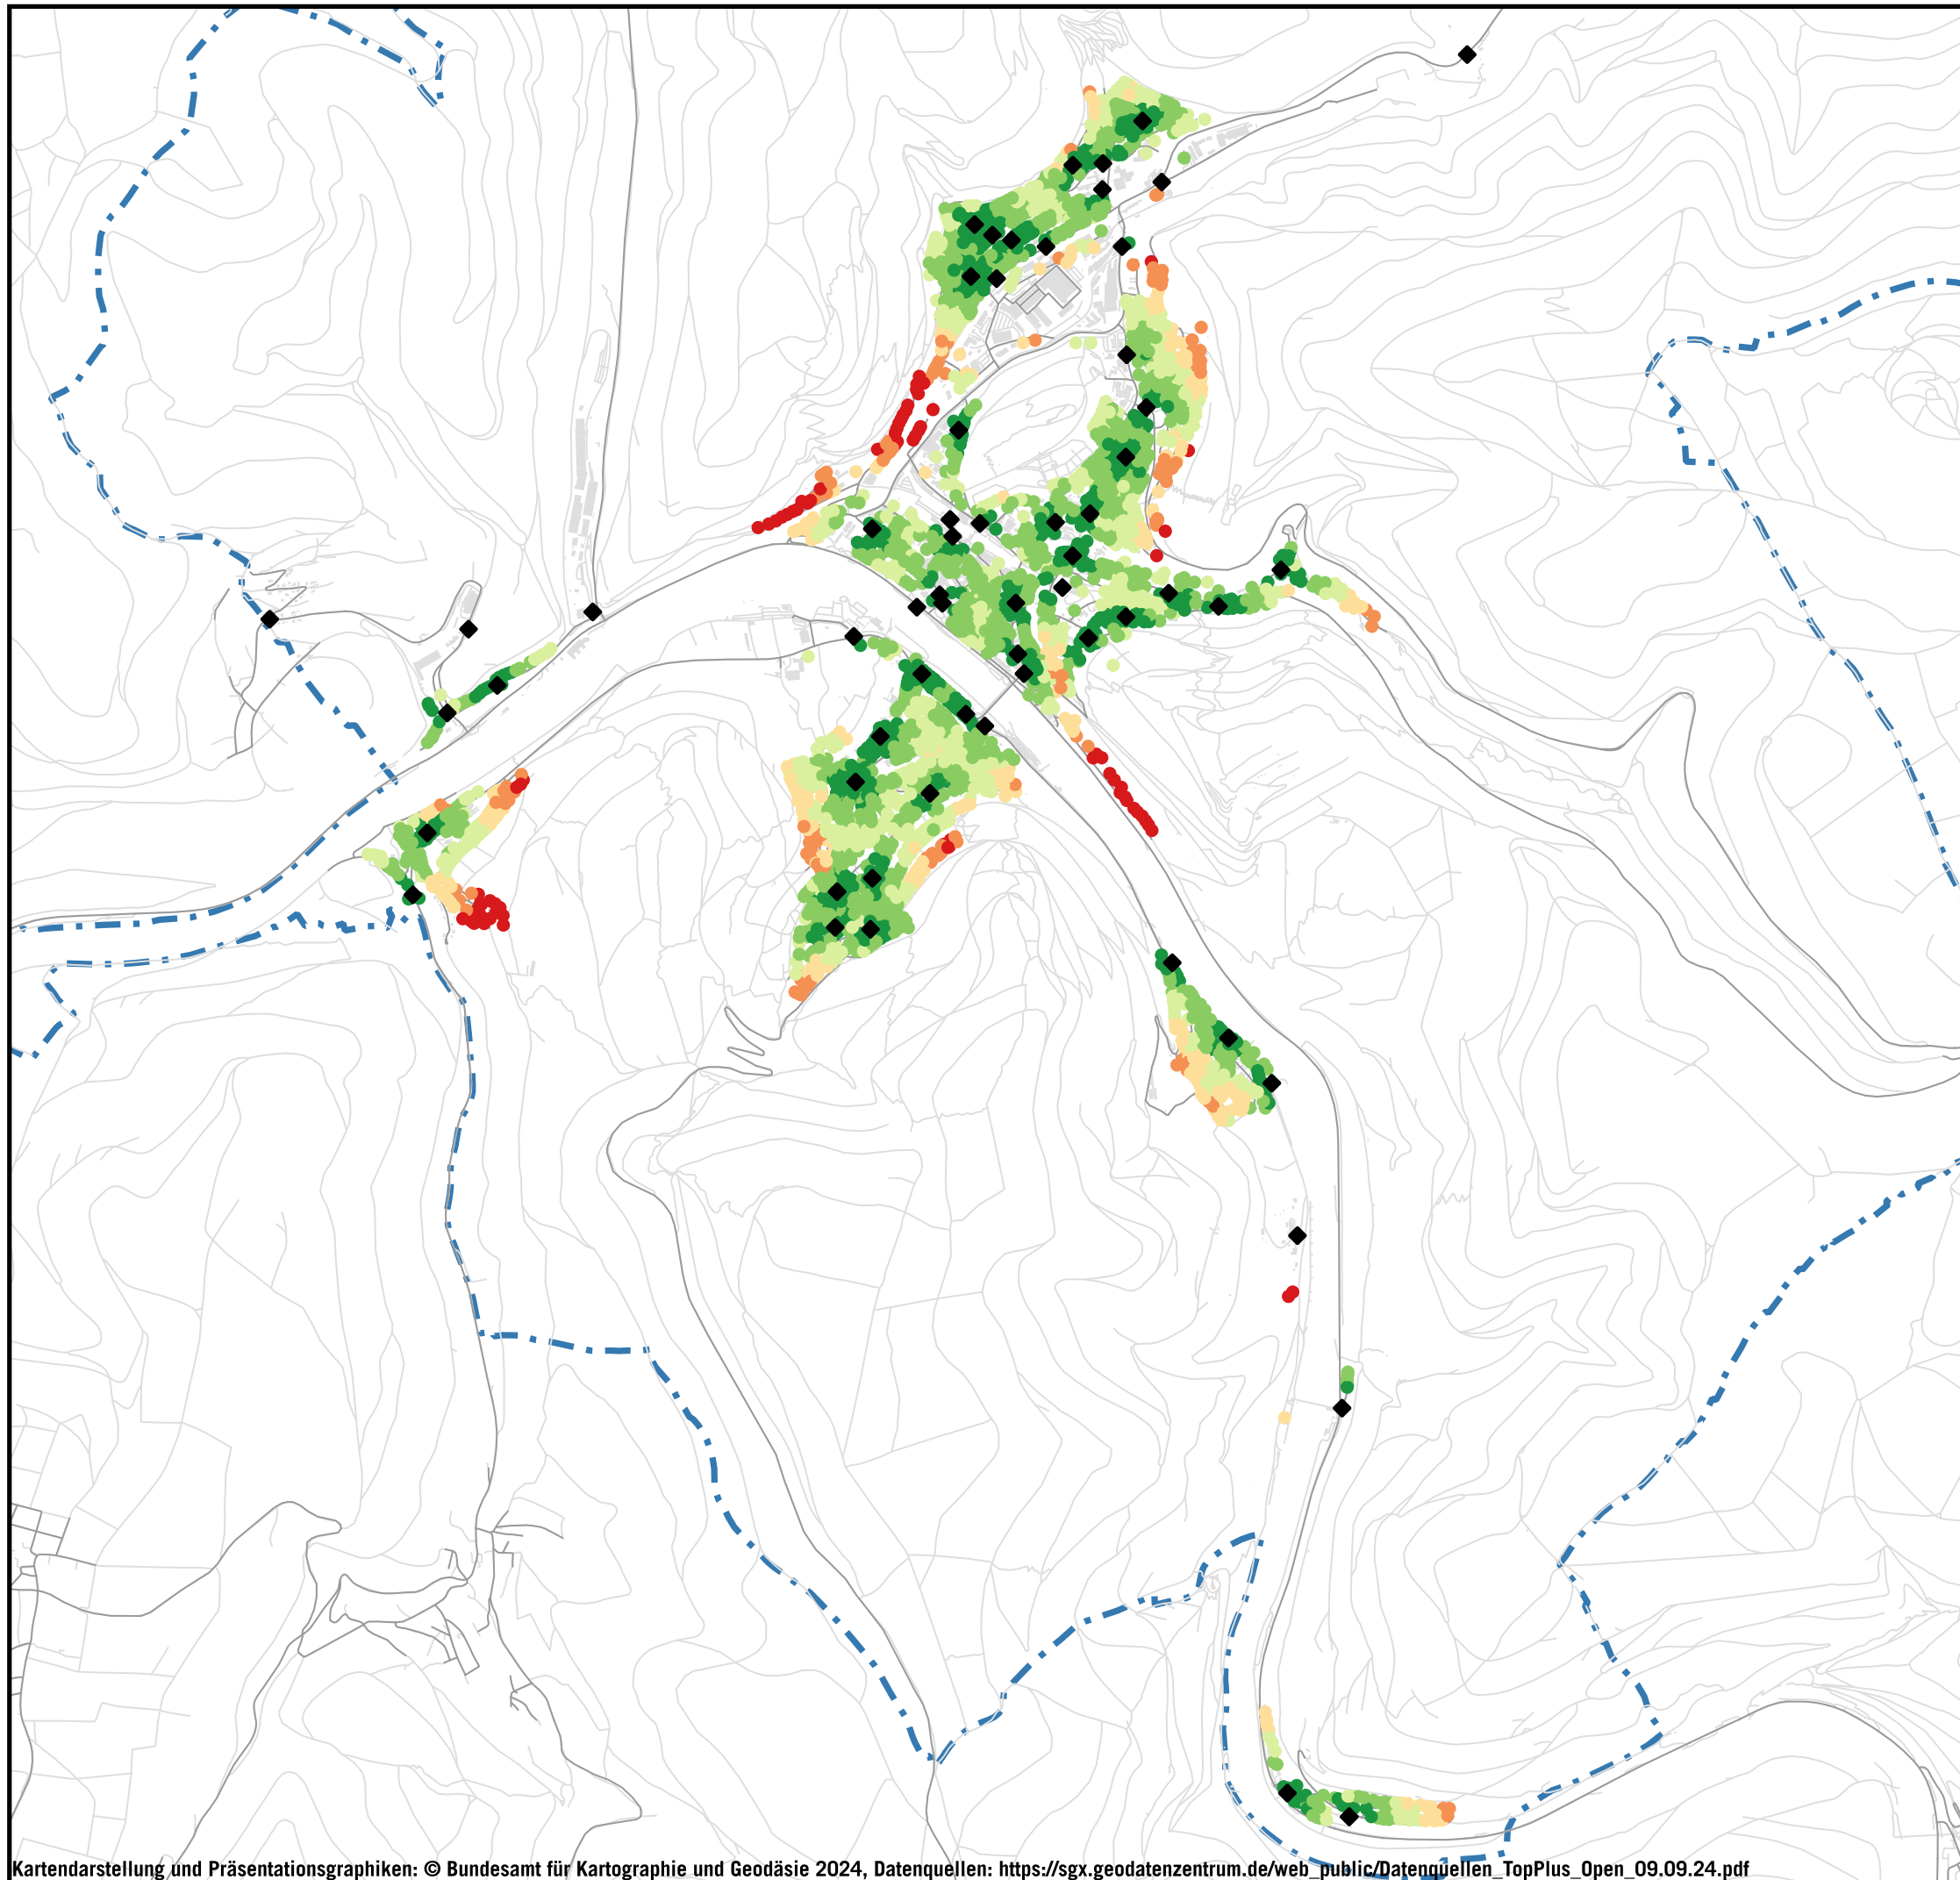 Kartendarstellung und Präsentationsgraphiken: © Bundesamt für Kartographie und Geodäsie 2024, Datenquellen: https://sgx.geodatenzentrum.de/web_public/Datenquellen_TopPlus_Open_09.09.24.pdf